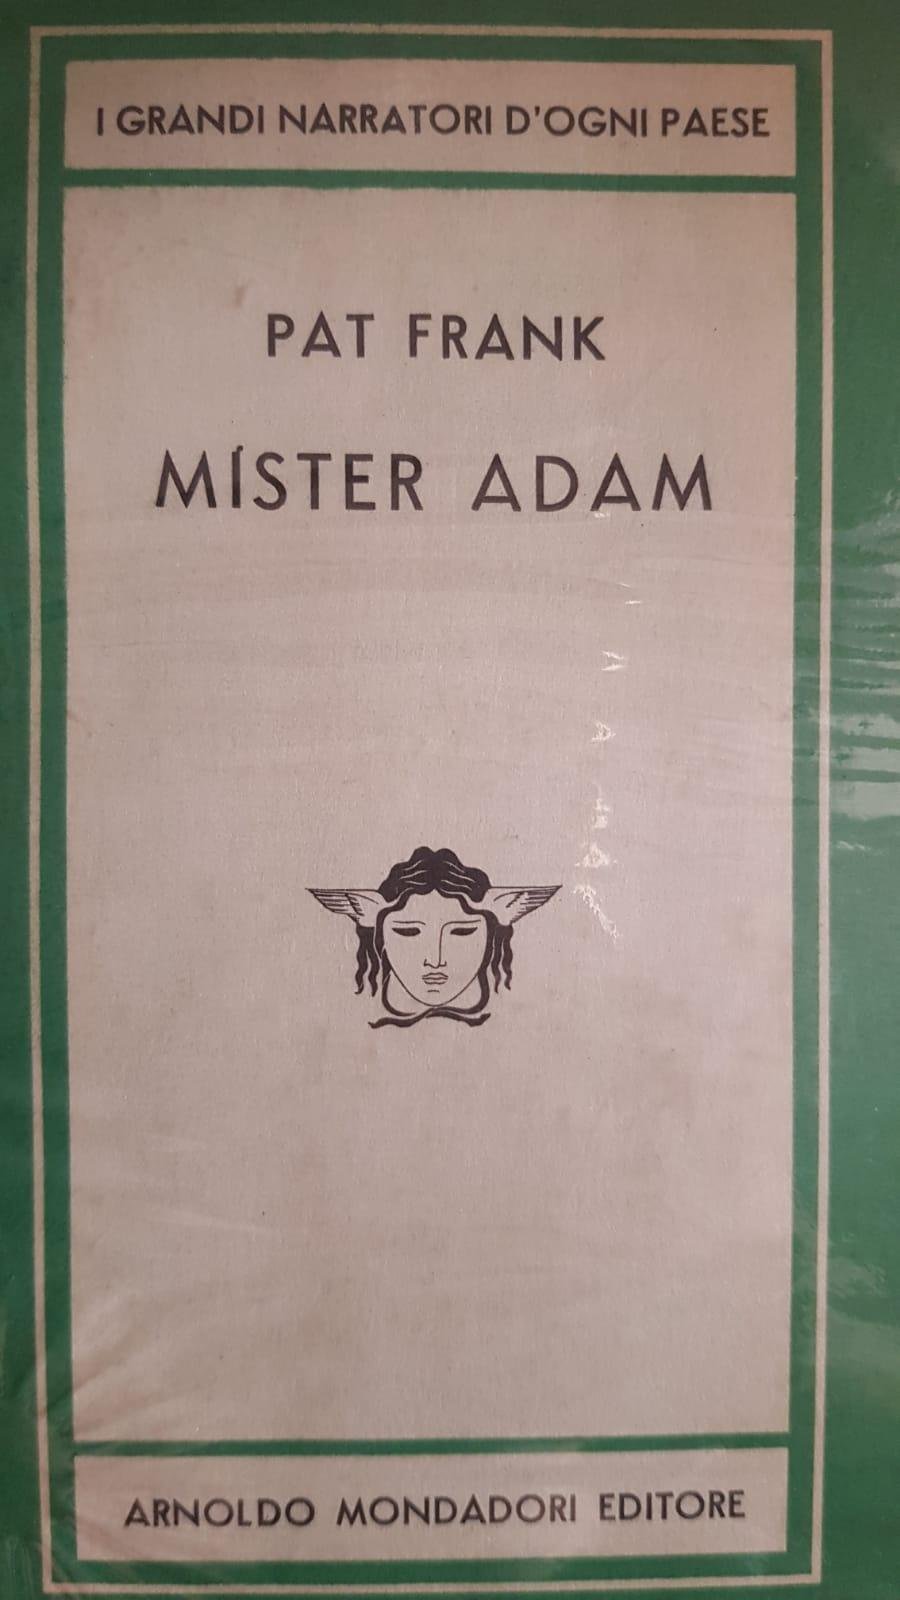 I GRANDI NARRATORI D'OGNI PAESE
PAT FRANK
MÍSTER ADAM
ARNOLDO MONDADORI EDITORE